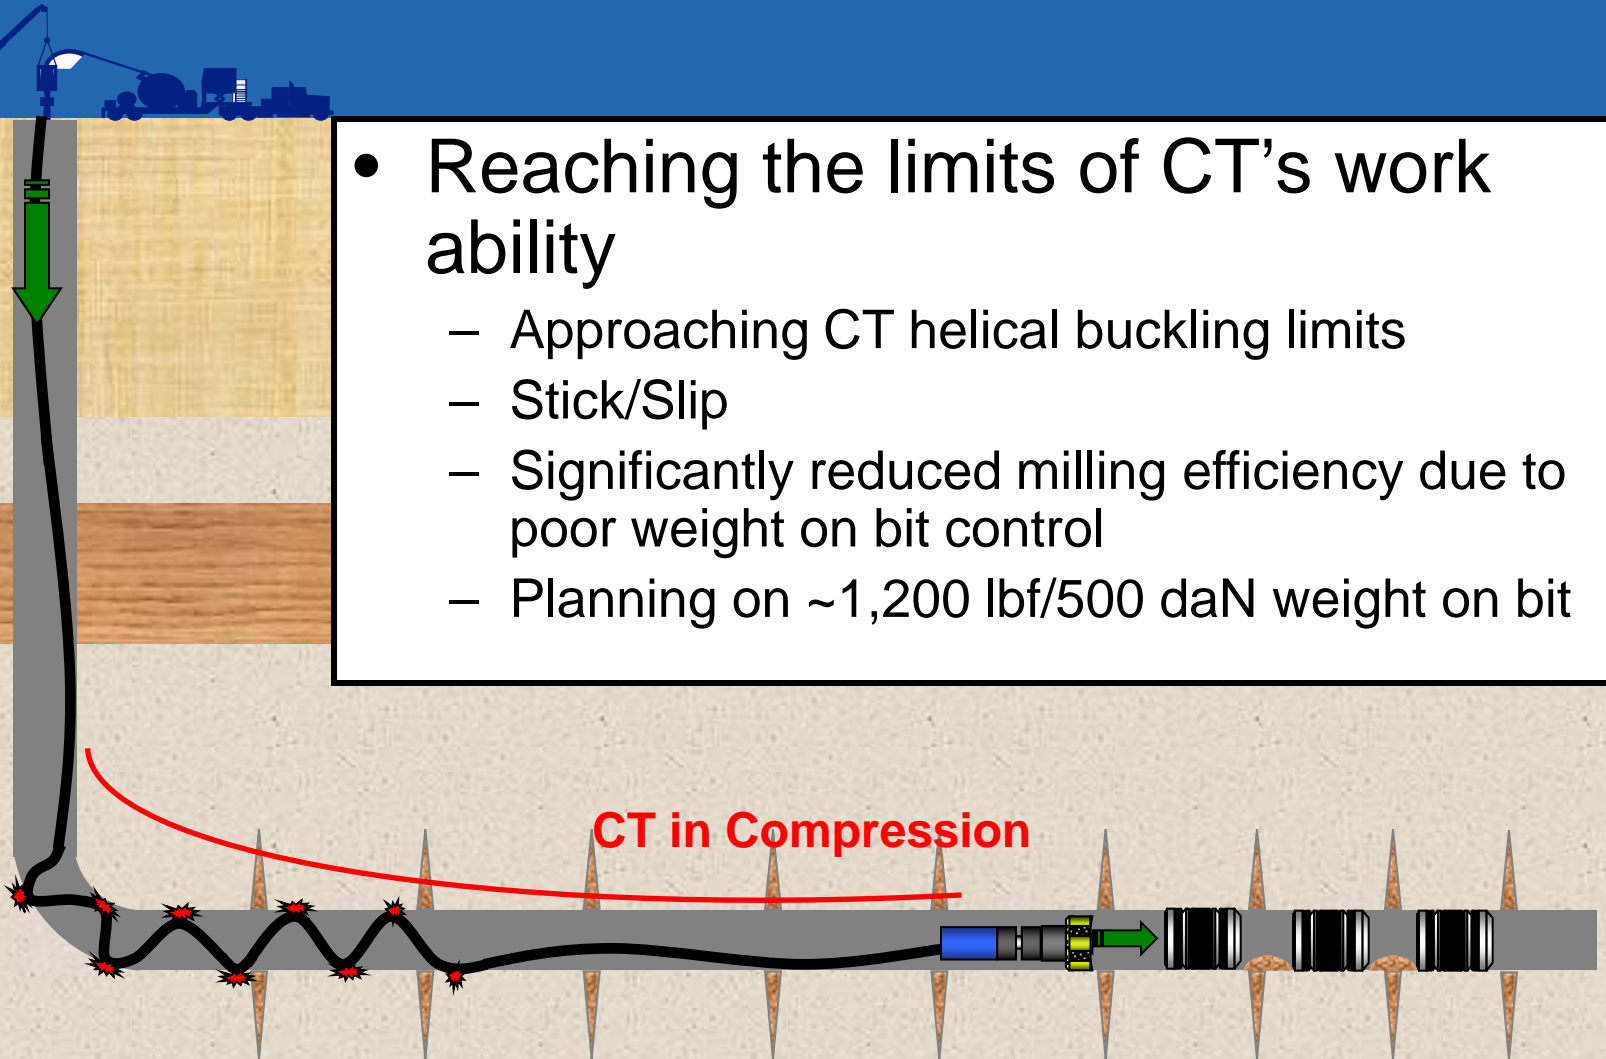 • Reaching the limits of CT’s work
ability
– Approaching CT helical buckling limits
– Stick/Slip
– Significantly reduced milling efficiency due to
poor weight on bit control
– Planning on ~1,200 lbf/500 daN weight on bit
CT in Compression